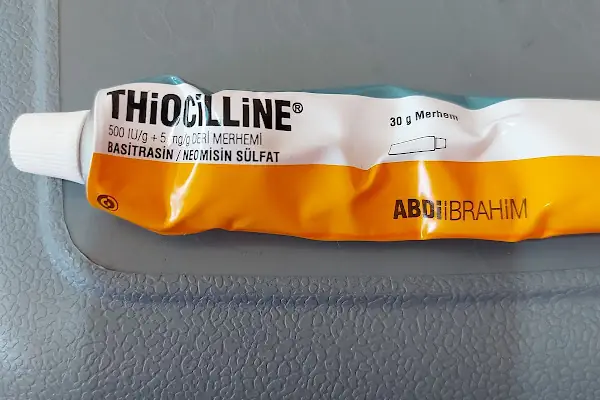 THiOCiLLiNE®
500 IU/g + 5 mg/g DERİ MERHEMİ
BASİTRASİN / NEOMİSİN SÜLFAT
30 g Merhem
ABDİİBRAHİM